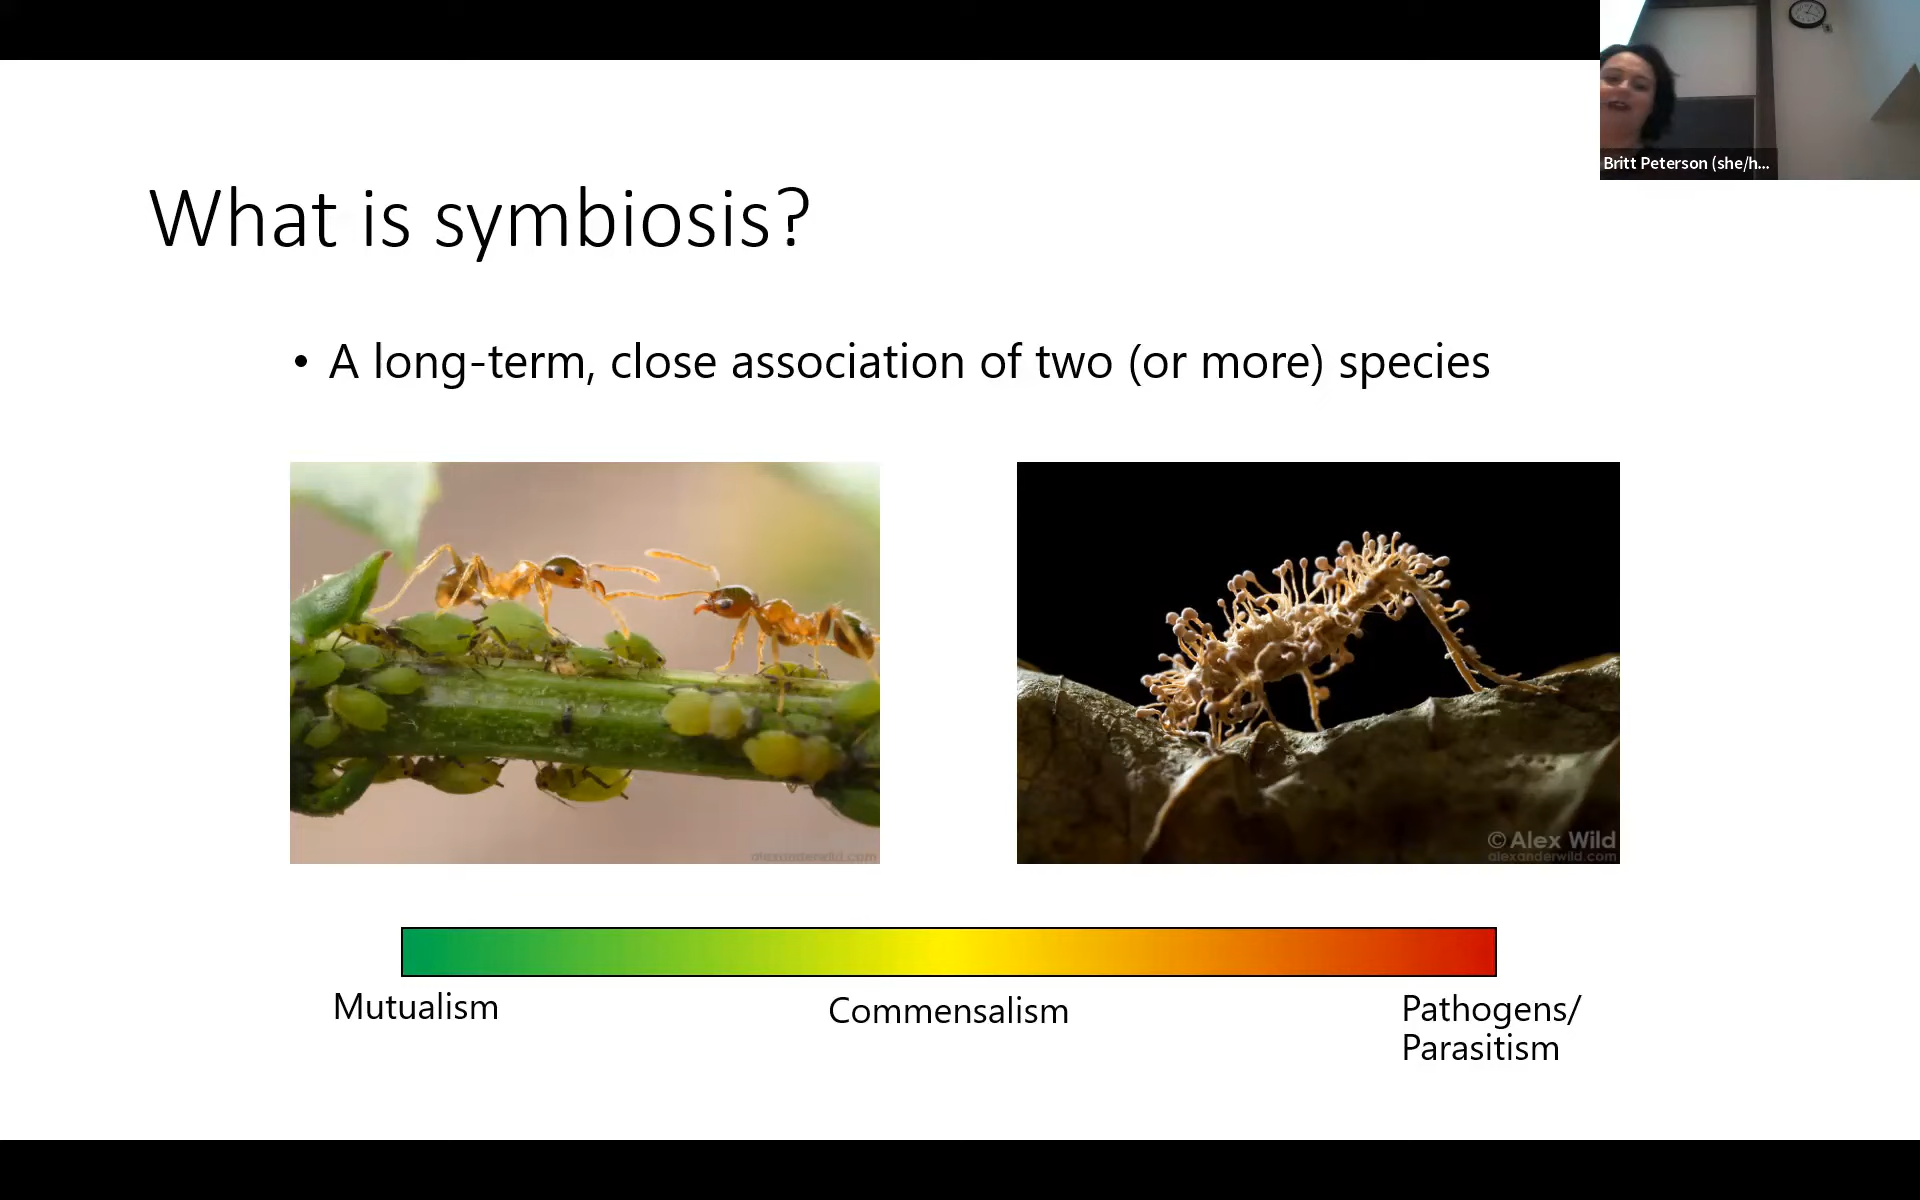 Britt Peterson (she/h...
What is symbiosis?
• A long-term, close association of two (or more) species
alexanderwild.com
© Alex Wild
alexanderwild.com
Mutualism
Commensalism
Pathogens/
Parasitism